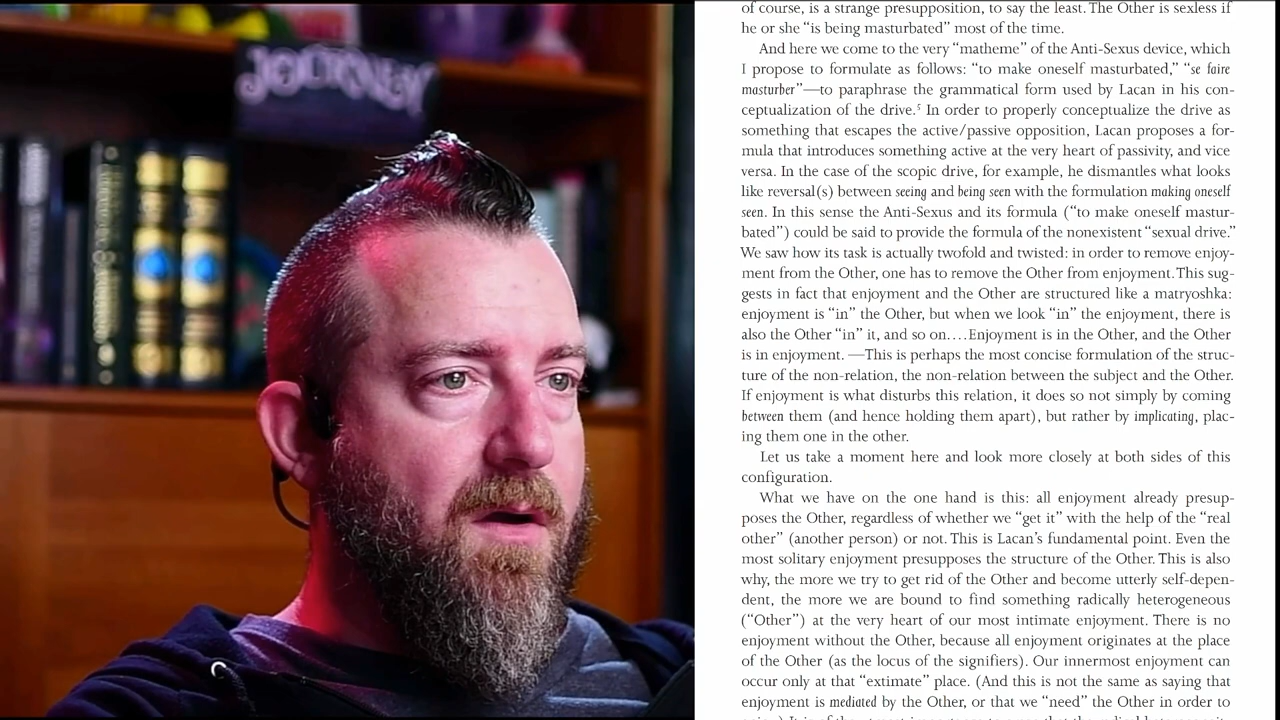 JOURNEY
of course, is a strange presupposition, to say the least. The Other is sexless if
he or she “is being masturbated” most of the time.
And here we come to the very “matheme” of the Anti-Sexus device, which
I propose to formulate as follows: “to make oneself masturbated,” “se faire
masturber”—to paraphrase the grammatical form used by Lacan in his con-
ceptualization of the drive.⁵ In order to properly conceptualize the drive as
something that escapes the active/passive opposition, Lacan proposes a for-
mula that introduces something active at the very heart of passivity, and vice
versa. In the case of the scopic drive, for example, he dismantles what looks
like reversal(s) between seeing and being seen with the formulation making oneself
seen. In this sense the Anti-Sexus and its formula (“to make oneself mastur-
bated”) could be said to provide the formula of the nonexistent “sexual drive.”
We saw how its task is actually twofold and twisted: in order to remove enjoy-
ment from the Other, one has to remove the Other from enjoyment. This sug-
gests in fact that enjoyment and the Other are structured like a matryoshka:
enjoyment is “in” the Other, but when we look “in” the enjoyment, there is
also the Other “in” it, and so on.…Enjoyment is in the Other, and the Other
is in enjoyment. —This is perhaps the most concise formulation of the struc-
ture of the non-relation, the non-relation between the subject and the Other.
If enjoyment is what disturbs this relation, it does so not simply by coming
between them (and hence holding them apart), but rather by implicating, plac-
ing them one in the other.
Let us take a moment here and look more closely at both sides of this
configuration.
What we have on the one hand is this: all enjoyment already presup-
poses the Other, regardless of whether we “get it” with the help of the “real
other” (another person) or not. This is Lacan’s fundamental point. Even the
most solitary enjoyment presupposes the structure of the Other. This is also
why, the more we try to get rid of the Other and become utterly self-depen-
dent, the more we are bound to find something radically heterogeneous
(“Other”) at the very heart of our most intimate enjoyment. There is no
enjoyment without the Other, because all enjoyment originates at the place
of the Other (as the locus of the signifiers). Our innermost enjoyment can
occur only at that “extimate” place. (And this is not the same as saying that
enjoyment is mediated by the Other, or that we “need” the Other in order to